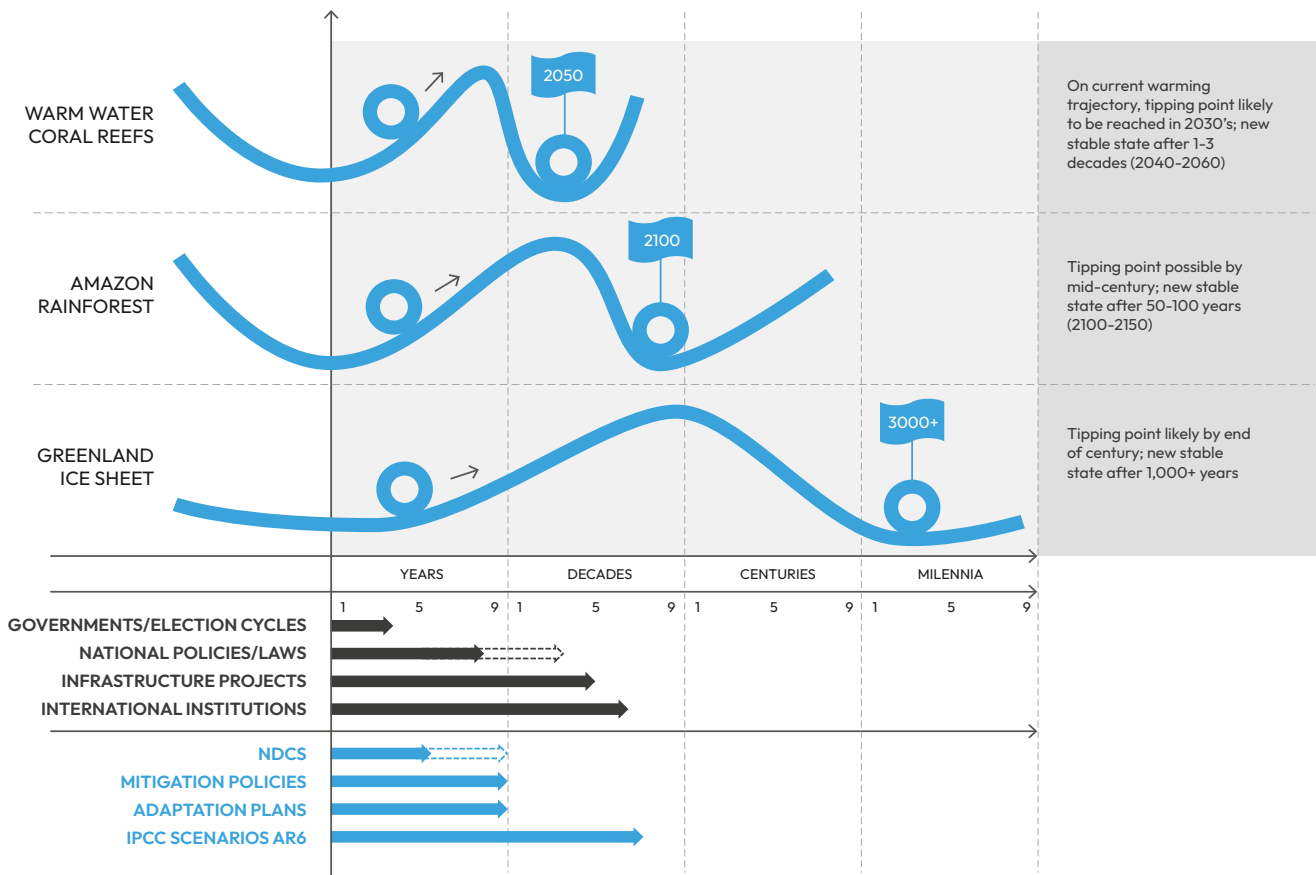 WARM WATER
CORAL REEFS
2050
On current warming
trajectory, tipping point likely
to be reached in 2030's; new
stable state after 1-3
decades (2040-2060)
AMAZON
RAINFOREST
2100
Tipping point possible by
mid-century; new stable
state after 50-100 years
(2100-2150)
GREENLAND
ICE SHEET
3000+
Tipping point likely by end
of century; new stable
state after 1,000+ years
YEARS DECADES CENTURIES MILENNIA
1 5 9 1 5 9 1 5 9 1 5 9
GOVERNMENTS/ELECTION CYCLES
NATIONAL POLICIES/LAWS
INFRASTRUCTURE PROJECTS
INTERNATIONAL INSTITUTIONS
NDCS
MITIGATION POLICIES
ADAPTATION PLANS
IPCC SCENARIOS AR6